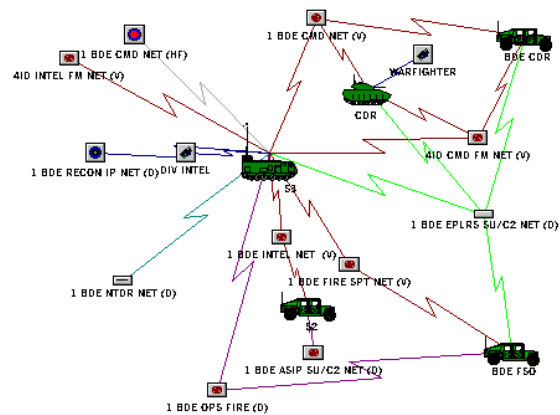 1 BDE CMD NET (V)
1 BDE CMD NET (HF)
BDE CDR
4ID INTEL FM NET (V)
WARFIGHTER
CDR
4ID CMD FM NET (V)
1 BDE RECON IP NET (D)
DIV INTEL
S3
1 BDE EPLRS SU/C2 NET (D)
1 BDE INTEL NET (V)
1 BDE FIRE SPT NET (V)
1 BDE NTDR NET (D)
S2
1 BDE ASIP SU/C2 NET (D)
BDE FSO
1 BDE OPS FIRE (D)